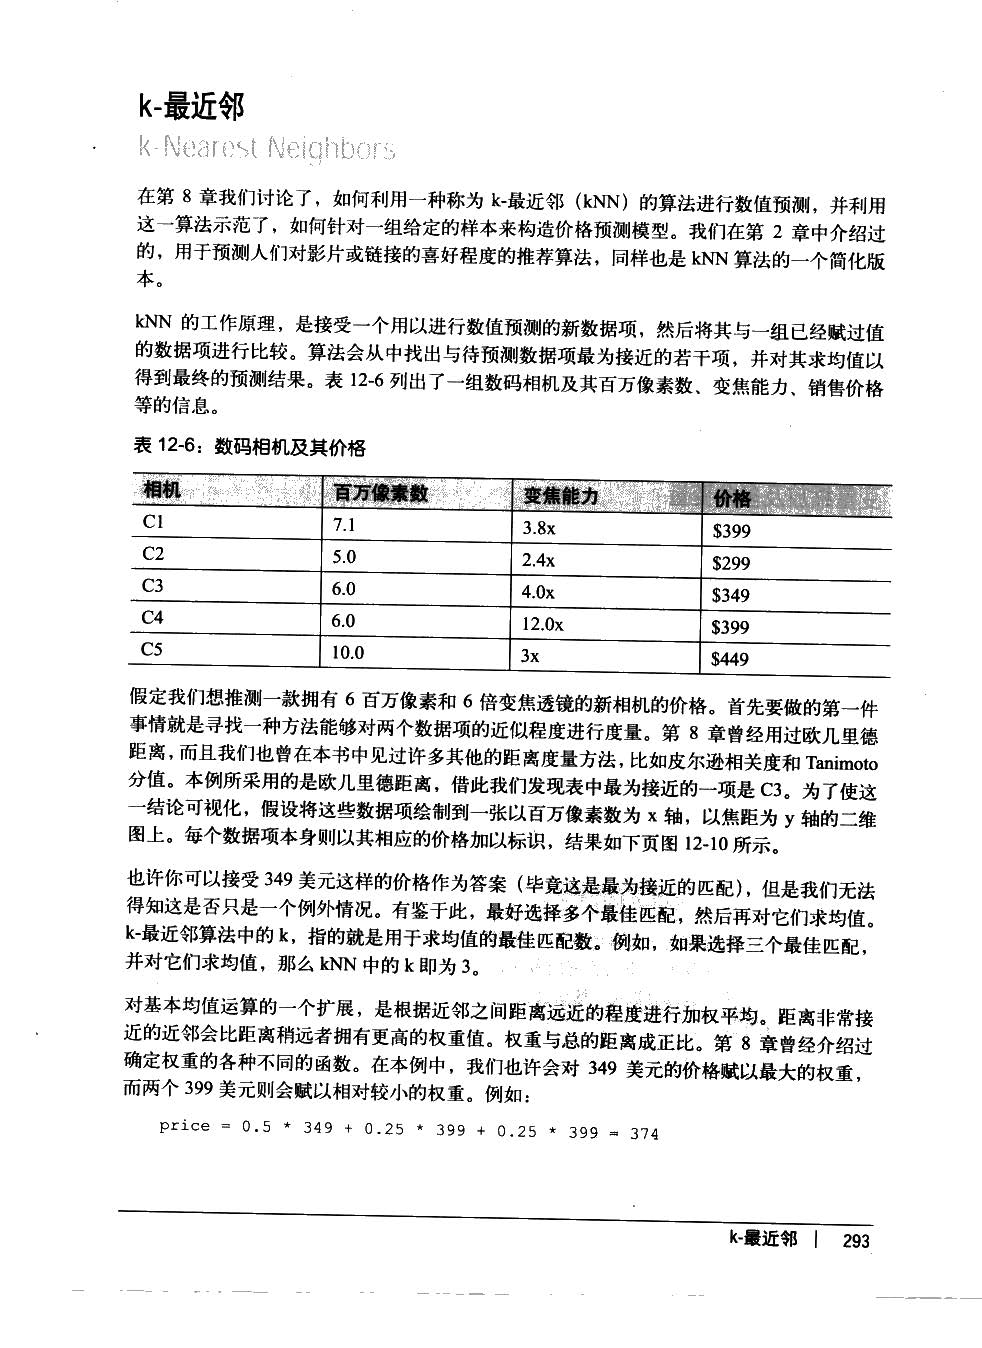 k-最近邻
k-Nearest Neighbors
在第 8 章我们讨论了，如何利用一种称为 k-最近邻（kNN）的算法进行数值预测，并利用
这一算法示范了，如何针对一组给定的样本来构造价格预测模型。我们在第 2 章中介绍过
的，用于预测人们对影片或链接的喜好程度的推荐算法，同样也是 kNN 算法的一个简化版
本。
kNN 的工作原理，是接受一个用以进行数值预测的新数据项，然后将其与一组已经赋过值
的数据项进行比较。算法会从中找出与待预测数据项最为接近的若干项，并对其求均值以
得到最终的预测结果。表 12-6 列出了一组数码相机及其百万像素数、变焦能力、销售价格
等的信息。
表 12-6：数码相机及其价格
相机 百万像素数 变焦能力 价格
C1 7.1 3.8x $399
C2 5.0 2.4x $299
C3 6.0 4.0x $349
C4 6.0 12.0x $399
C5 10.0 3x $449
假定我们想推测一款拥有 6 百万像素和 6 倍变焦透镜的新相机的价格。首先要做的第一件
事情就是寻找一种方法能够对两个数据项的近似程度进行度量。第 8 章曾经用过欧几里德
距离，而且我们也曾在本书中见过许多其他的距离度量方法，比如皮尔逊相关度和 Tanimoto
分值。本例所采用的是欧几里德距离，借此我们发现表中最为接近的一项是 C3。为了使这
一结论可视化，假设将这些数据项绘制到一张以百万像素数为 x 轴，以焦距为 y 轴的二维
图上。每个数据项本身则以其相应的价格加以标识，结果如下页图 12-10 所示。
也许你可以接受 349 美元这样的价格作为答案（毕竟这是最为接近的匹配），但是我们无法
得知这是否只是一个例外情况。有鉴于此，最好选择多个最佳匹配，然后再对它们求均值。
k-最近邻算法中的 k，指的就是用于求均值的最佳匹配数。例如，如果选择三个最佳匹配，
并对它们求均值，那么 kNN 中的 k 即为 3。
对基本均值运算的一个扩展，是根据近邻之间距离远近的程度进行加权平均。距离非常接
近的近邻会比距离稍远者拥有更高的权重值。权重与总的距离成正比。第 8 章曾经介绍过
确定权重的各种不同的函数。在本例中，我们也许会对 349 美元的价格赋以最大的权重，
而两个 399 美元则会赋以相对较小的权重。例如：
price = 0.5 * 349 + 0.25 * 399 + 0.25 * 399 = 374
k-最近邻 | 293